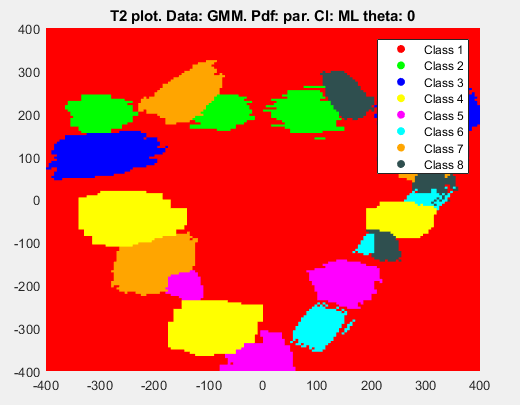 T2 plot. Data: GMM. Pdf: par. Cl: ML theta: 0
400
300
200
100
0
-100
-200
-300
-400
-400
-300
-200
-100
0
100
200
300
400
Class 1
Class 2
Class 3
Class 4
Class 5
Class 6
Class 7
Class 8